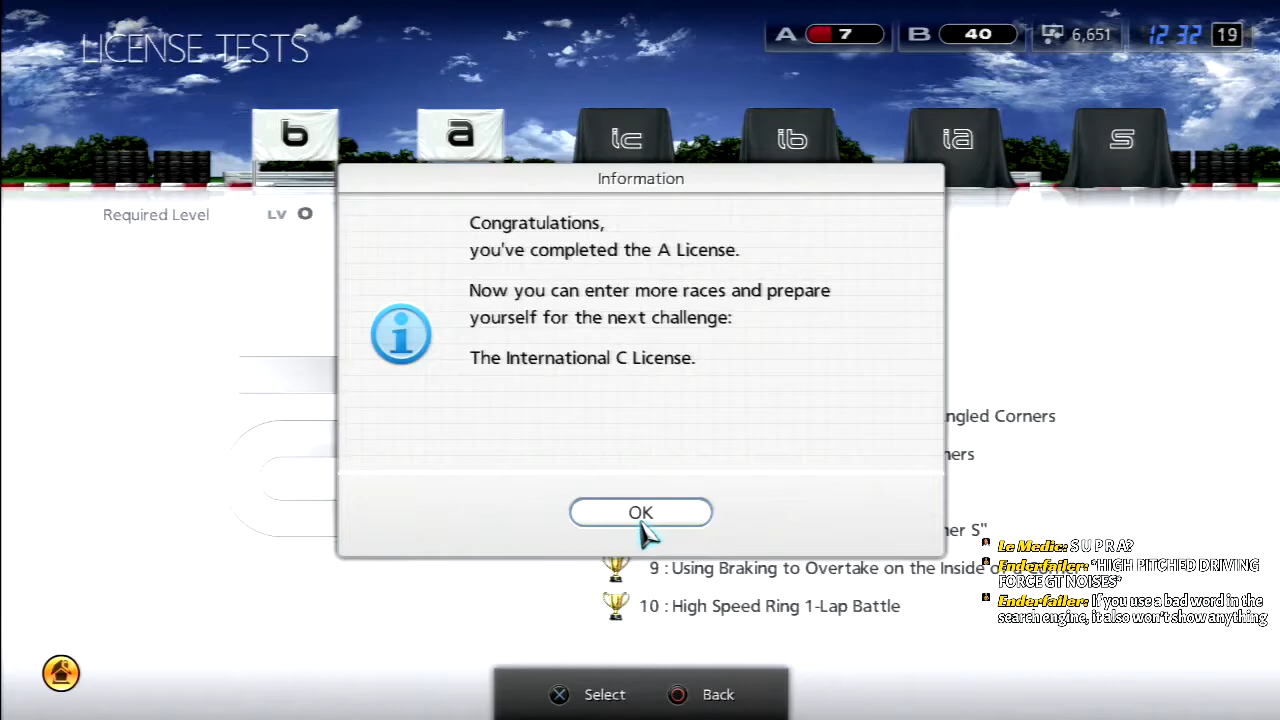 LICENSE TESTS
A 7
B 40
6,651
12 32 19
b
a
ic
ib
ia
s
Required Level LV 0
Information
Congratulations,
you've completed the A License.
Now you can enter more races and prepare
yourself for the next challenge:
The International C License.
OK
ngled Corners
ners
ner S"
9 : Using Braking to Overtake on the Inside o
10 : High Speed Ring 1-Lap Battle
Le Medic: S U P R A?
Enderfailer: *HIGH PITCHED DRIVING
FORCE GT NOISES*
Enderfailer: If you use a bad word in the
search engine, it also won't show anything
Select
Back